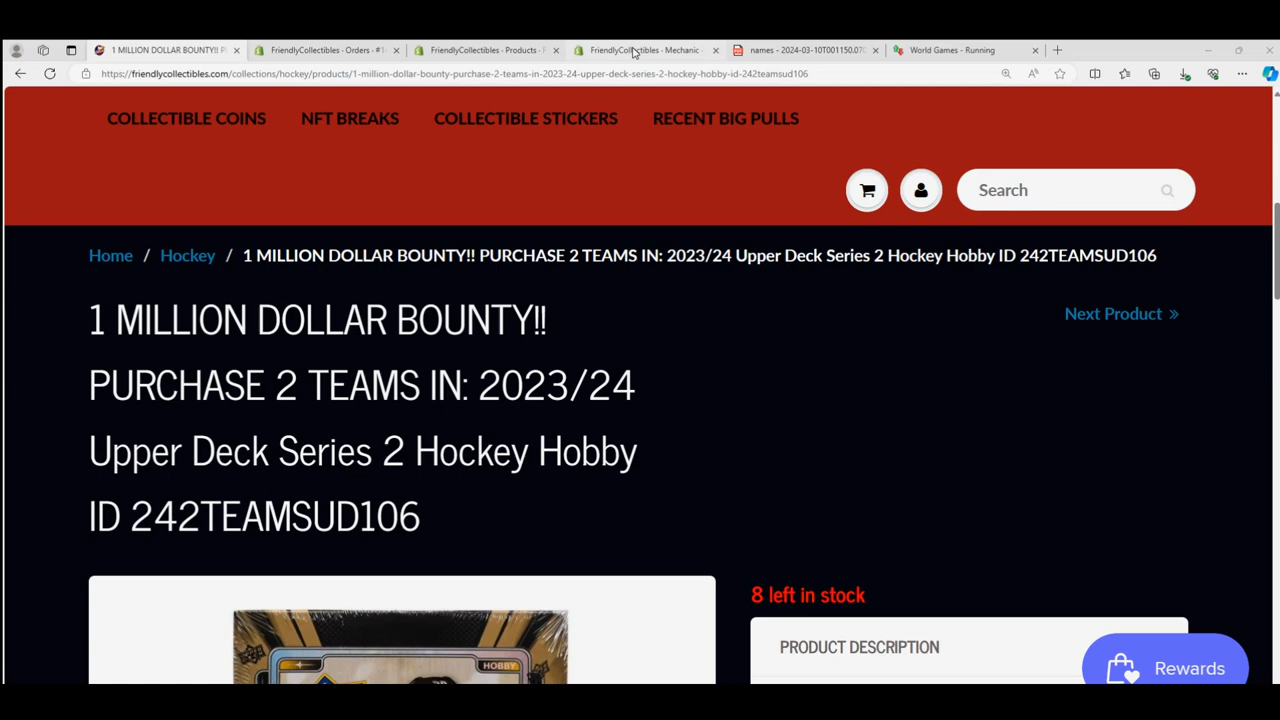 1 MILLION DOLLAR BOUNTY!! P
FriendlyCollectibles - Orders - #1
FriendlyCollectibles - Products -
FriendlyCollectibles - Mechanic
names - 2024-03-10T001150.07
World Games - Running
https://friendlycollectibles.com/collections/hockey/products/1-million-dollar-bounty-purchase-2-teams-in-2023-24-upper-deck-series-2-hockey-hobby-id-242teamsud106
COLLECTIBLE COINS NFT BREAKS COLLECTIBLE STICKERS RECENT BIG PULLS
Search
Home / Hockey / 1 MILLION DOLLAR BOUNTY!! PURCHASE 2 TEAMS IN: 2023/24 Upper Deck Series 2 Hockey Hobby ID 242TEAMSUD106
1 MILLION DOLLAR BOUNTY!!
Next Product »
PURCHASE 2 TEAMS IN: 2023/24
Upper Deck Series 2 Hockey Hobby
ID 242TEAMSUD106
8 left in stock
PRODUCT DESCRIPTION
HOBBY
Rewards